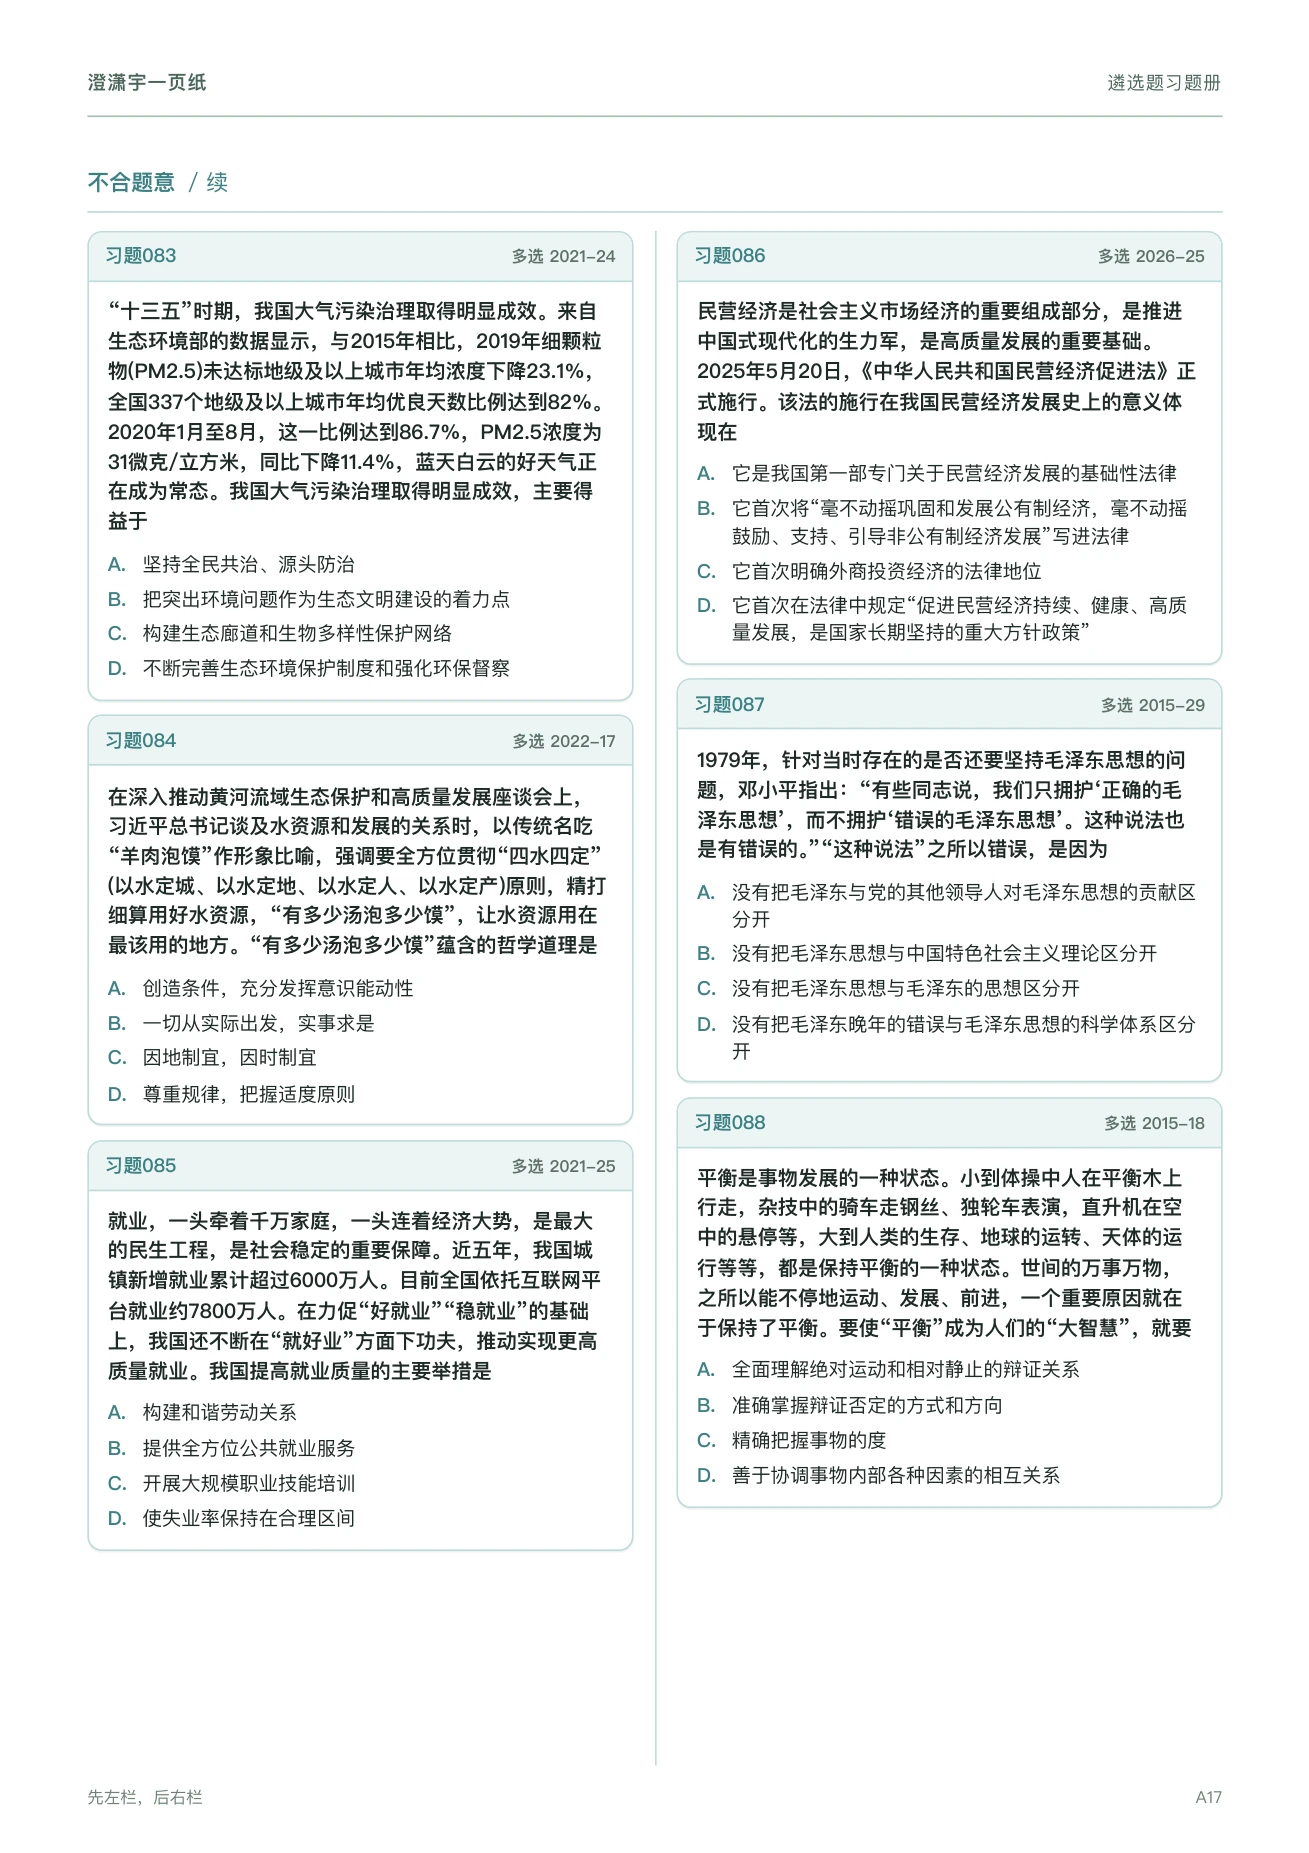 澄潇宇一页纸
遴选题习题册
不合题意 / 续
习题083
多选 2021–24
“十三五”时期，我国大气污染治理取得明显成效。来自
生态环境部的数据显示，与2015年相比，2019年细颗粒
物(PM2.5)未达标地级及以上城市年均浓度下降23.1%，
全国337个地级及以上城市年均优良天数比例达到82%。
2020年1月至8月，这一比例达到86.7%，PM2.5浓度为
31微克/立方米，同比下降11.4%，蓝天白云的好天气正
在成为常态。我国大气污染治理取得明显成效，主要得
益于
A. 坚持全民共治、源头防治
B. 把突出环境问题作为生态文明建设的着力点
C. 构建生态廊道和生物多样性保护网络
D. 不断完善生态环境保护制度和强化环保督察
习题084
多选 2022–17
在深入推动黄河流域生态保护和高质量发展座谈会上，
习近平总书记谈及水资源和发展的关系时，以传统名吃
“羊肉泡馍”作形象比喻，强调要全方位贯彻“四水四定”
(以水定城、以水定地、以水定人、以水定产)原则，精打
细算用好水资源，“有多少汤泡多少馍”，让水资源用在
最该用的地方。“有多少汤泡多少馍”蕴含的哲学道理是
A. 创造条件，充分发挥意识能动性
B. 一切从实际出发，实事求是
C. 因地制宜，因时制宜
D. 尊重规律，把握适度原则
习题085
多选 2021–25
就业，一头牵着千万家庭，一头连着经济大势，是最大
的民生工程，是社会稳定的重要保障。近五年，我国城
镇新增就业累计超过6000万人。目前全国依托互联网平
台就业约7800万人。在力促“好就业”“稳就业”的基础
上，我国还不断在“就好业”方面下功夫，推动实现更高
质量就业。我国提高就业质量的主要举措是
A. 构建和谐劳动关系
B. 提供全方位公共就业服务
C. 开展大规模职业技能培训
D. 使失业率保持在合理区间
习题086
多选 2026–25
民营经济是社会主义市场经济的重要组成部分，是推进
中国式现代化的生力军，是高质量发展的重要基础。
2025年5月20日，《中华人民共和国民营经济促进法》正
式施行。该法的施行在我国民营经济发展史上的意义体
现在
A. 它是我国第一部专门关于民营经济发展的基础性法律
B. 它首次将“毫不动摇巩固和发展公有制经济，毫不动摇
鼓励、支持、引导非公有制经济发展”写进法律
C. 它首次明确外商投资经济的法律地位
D. 它首次在法律中规定“促进民营经济持续、健康、高质
量发展，是国家长期坚持的重大方针政策”
习题087
多选 2015–29
1979年，针对当时存在的是否还要坚持毛泽东思想的问
题，邓小平指出：“有些同志说，我们只拥护‘正确的毛
泽东思想’，而不拥护‘错误的毛泽东思想’。这种说法也
是有错误的。”“这种说法”之所以错误，是因为
A. 没有把毛泽东与党的其他领导人对毛泽东思想的贡献区
分开
B. 没有把毛泽东思想与中国特色社会主义理论区分开
C. 没有把毛泽东思想与毛泽东的思想区分开
D. 没有把毛泽东晚年的错误与毛泽东思想的科学体系区分
开
习题088
多选 2015–18
平衡是事物发展的一种状态。小到体操中人在平衡木上
行走，杂技中的骑车走钢丝、独轮车表演，直升机在空
中的悬停等，大到人类的生存、地球的运转、天体的运
行等等，都是保持平衡的一种状态。世间的万事万物，
之所以能不停地运动、发展、前进，一个重要原因就在
于保持了平衡。要使“平衡”成为人们的“大智慧”，就要
A. 全面理解绝对运动和相对静止的辩证关系
B. 准确掌握辩证否定的方式和方向
C. 精确把握事物的度
D. 善于协调事物内部各种因素的相互关系
先左栏，后右栏
A17